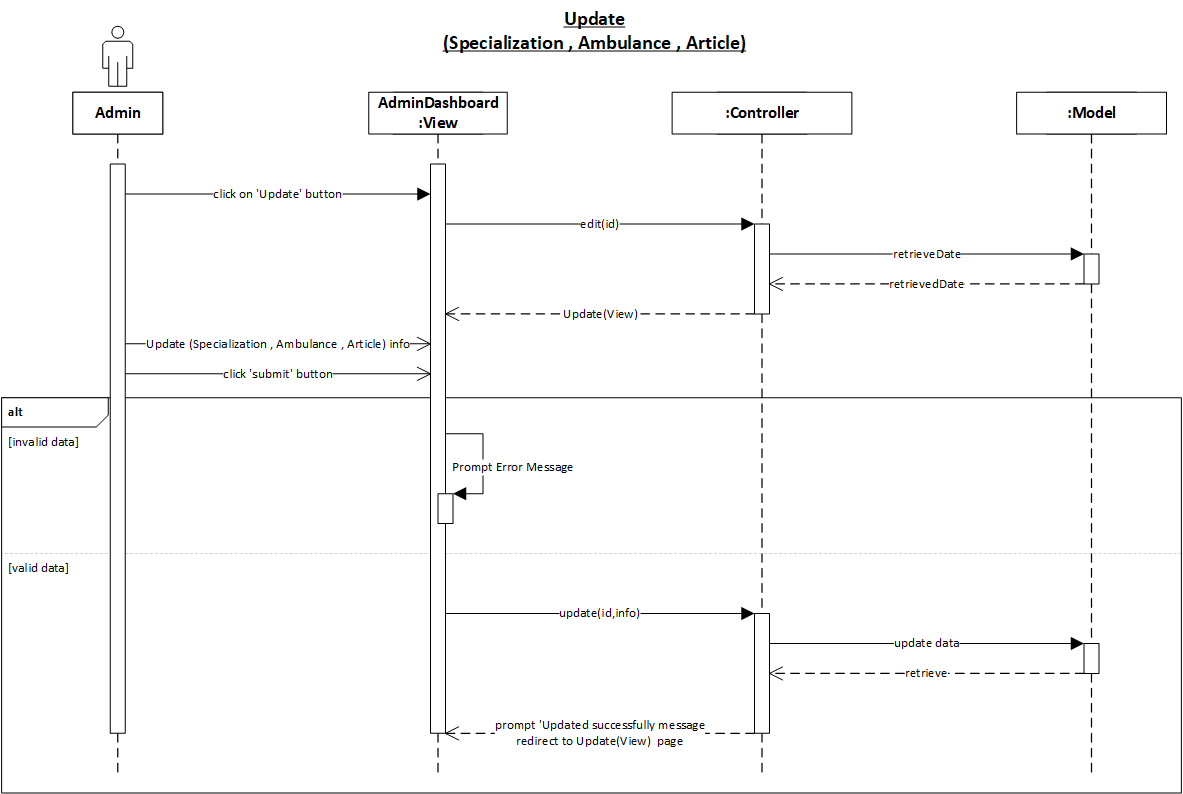 Update
(Specialization , Ambulance , Article)
Admin
AdminDashboard
:View
:Controller
:Model
click on 'Update' button
edit(id)
retrieveDate
retrievedDate
Update(View)
Update (Specialization , Ambulance , Article) info
click 'submit' button
alt
[invalid data]
Prompt Error Message
[valid data]
update(id,info)
update data
retrieve
prompt 'Updated successfully message
redirect to Update(View) page